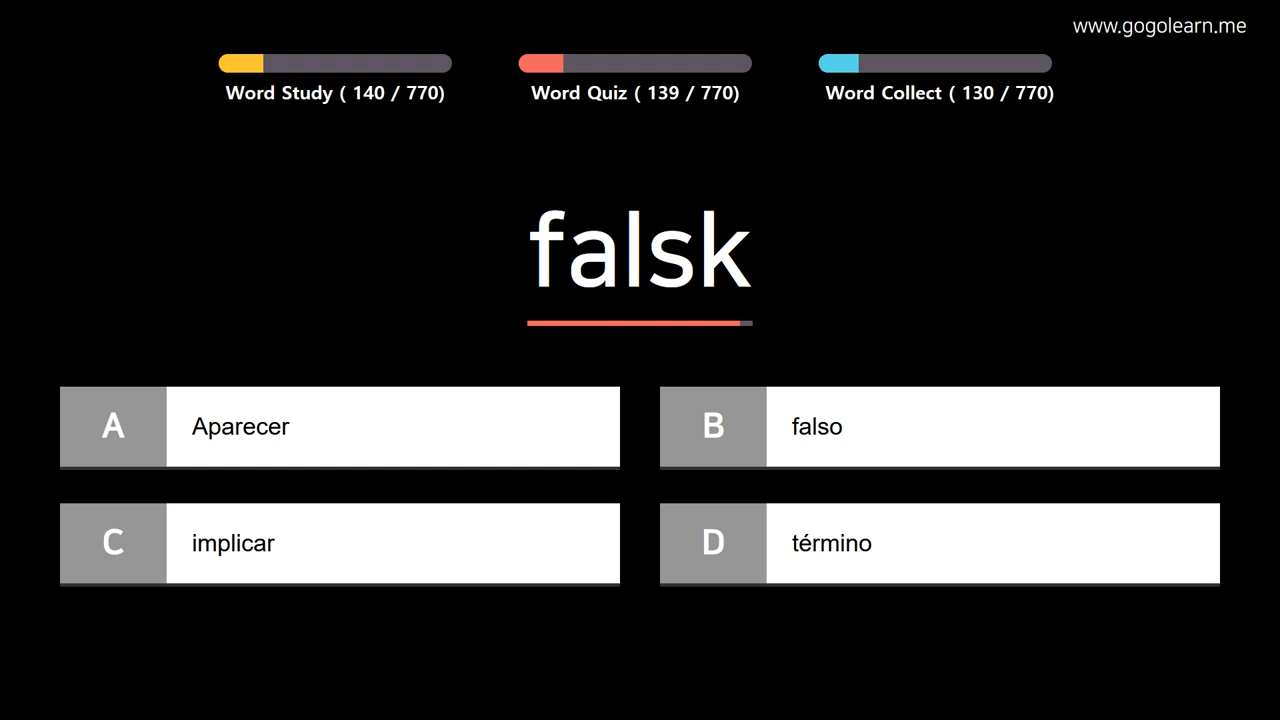 www.gogolearn.me
Word Study ( 140 / 770)
Word Quiz ( 139 / 770)
Word Collect ( 130 / 770)
falsk
A Aparecer
B falso
C implicar
D término